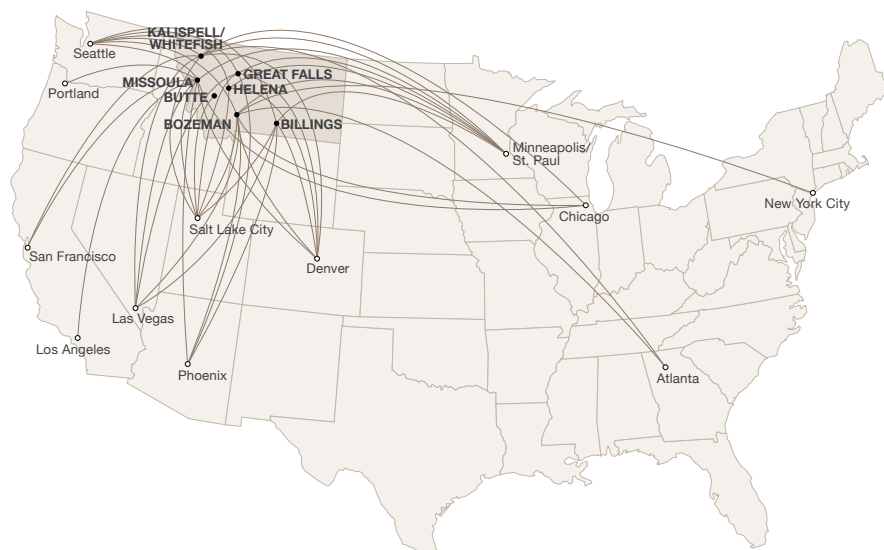 KALISPELL/
WHITEFISH
Seattle
GREAT FALLS
MISSOULA
HELENA
Portland
BUTTE
BOZEMAN
BILLINGS
Minneapolis/
St. Paul
New York City
Chicago
Salt Lake City
San Francisco
Denver
Las Vegas
Los Angeles
Phoenix
Atlanta